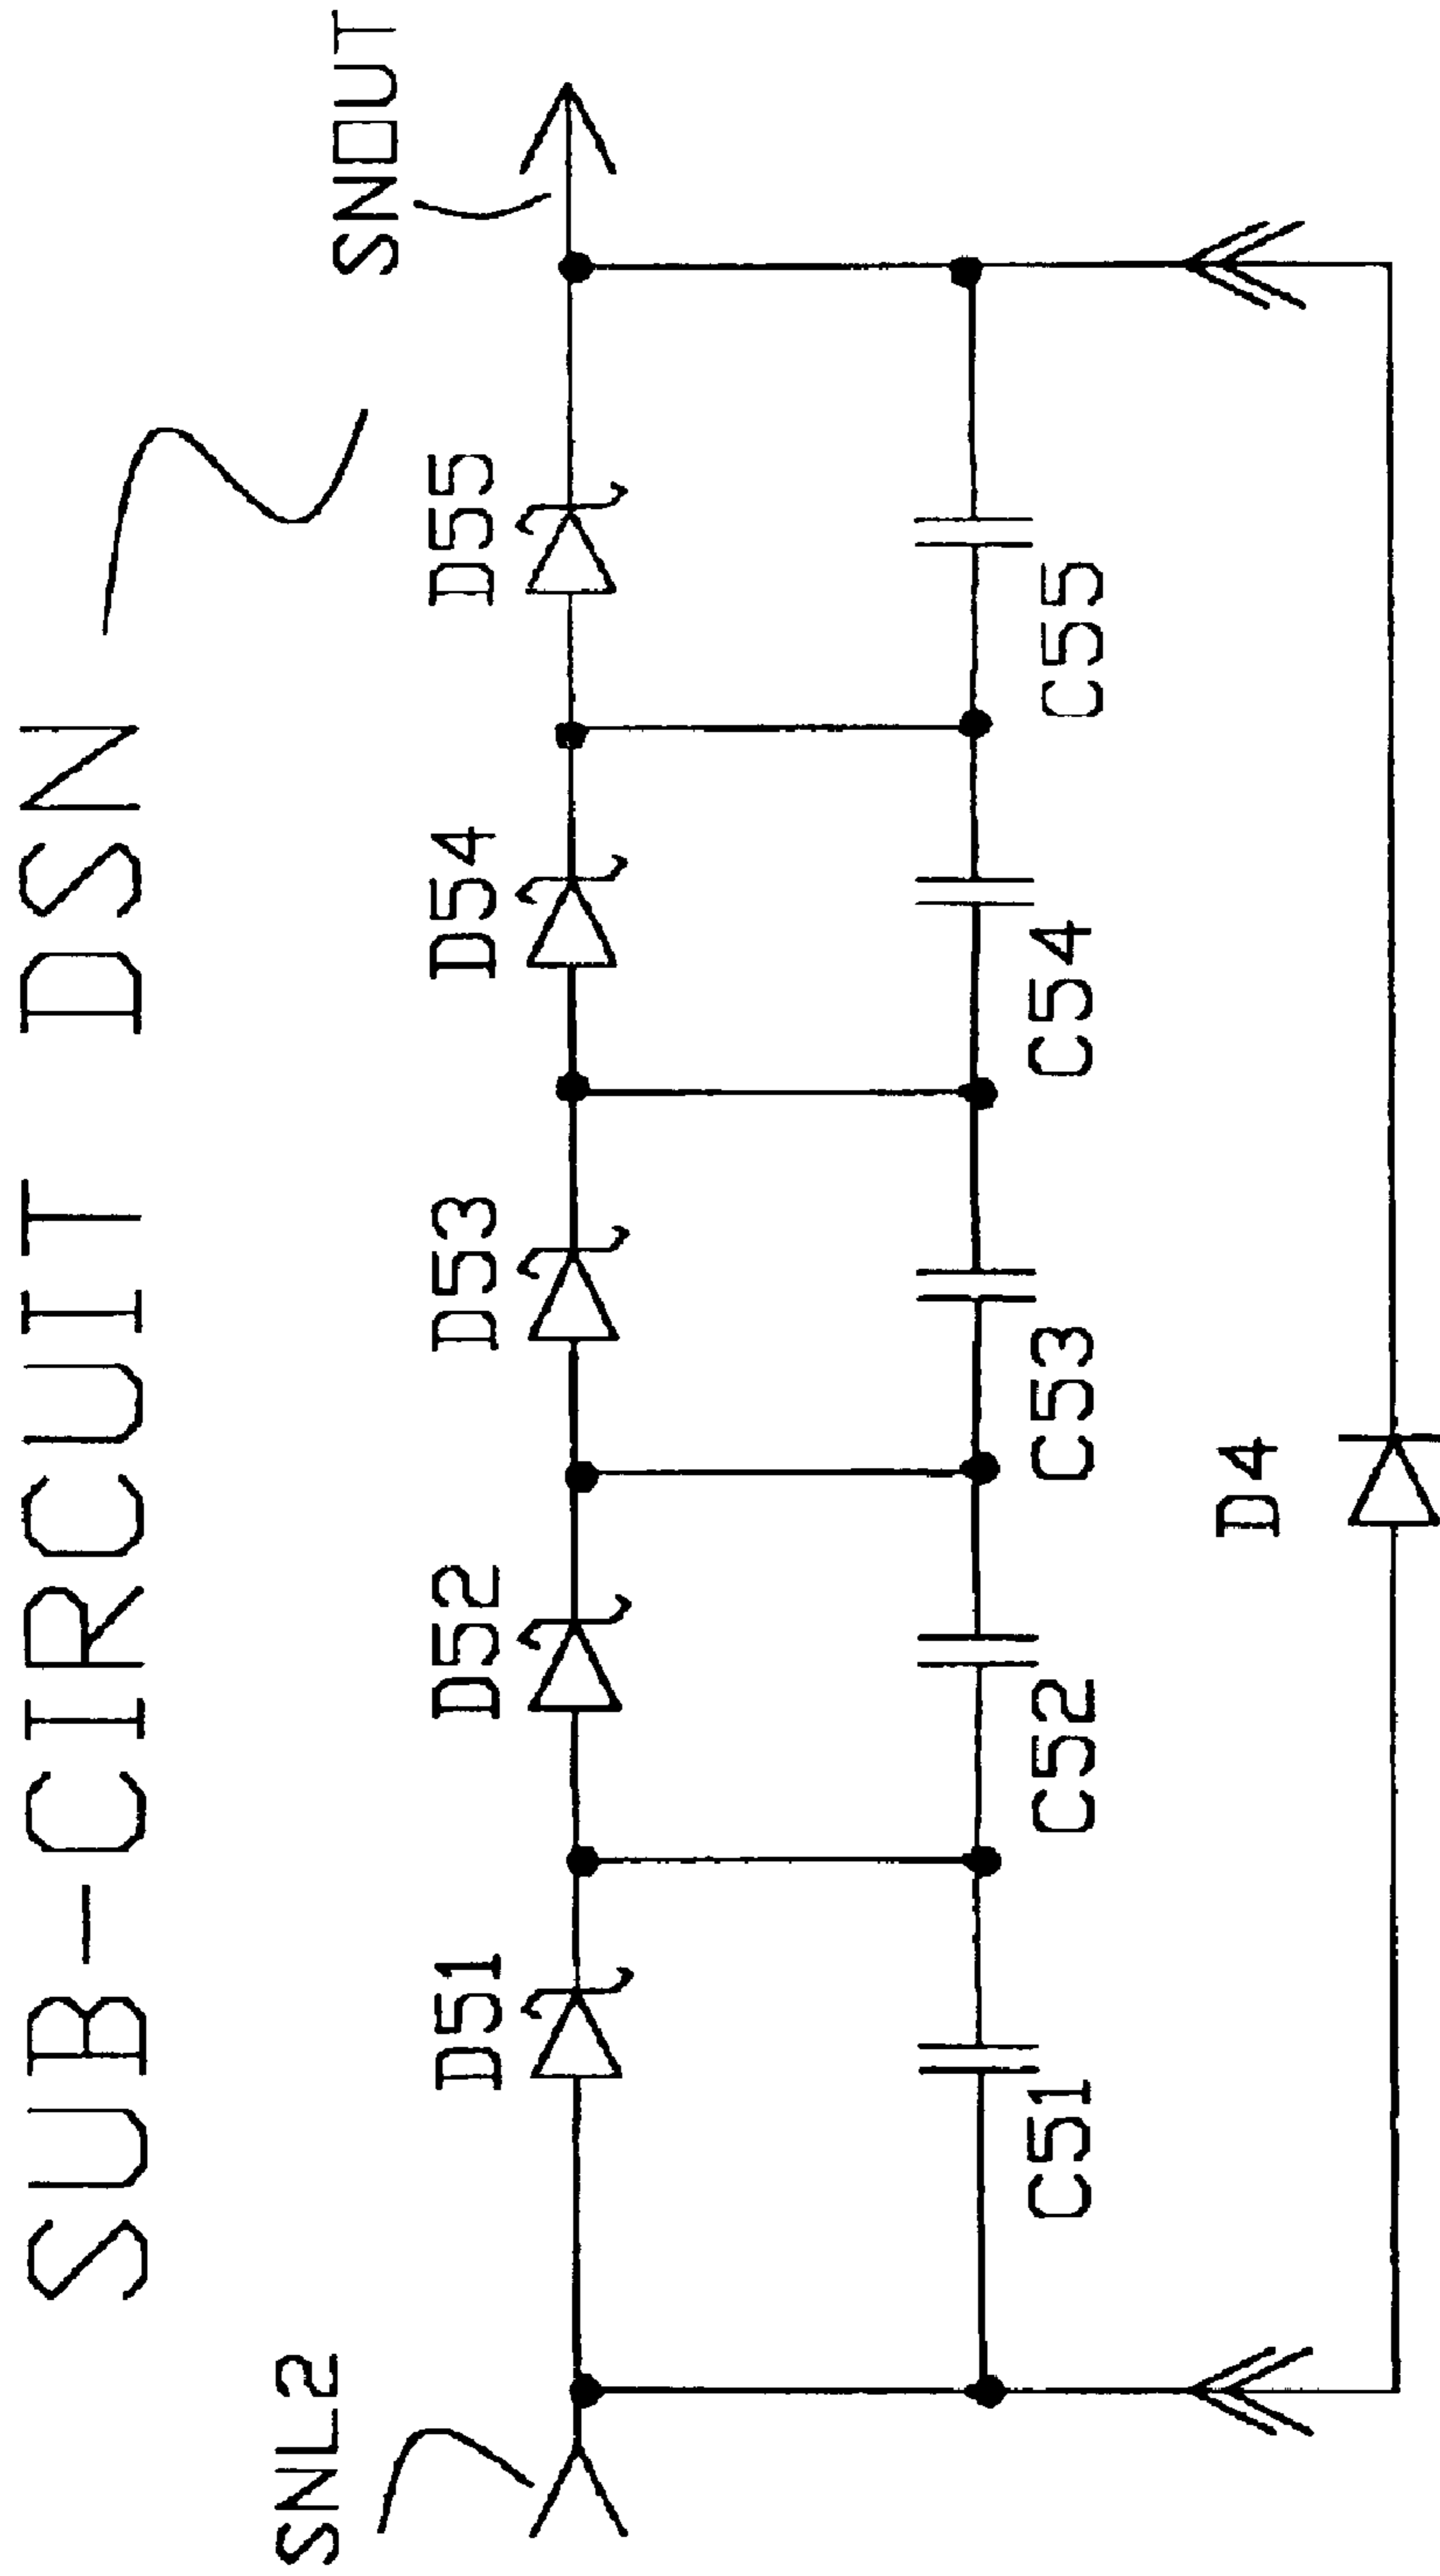 SUB-CIRCUIT DSN
SNL2
SNOUT
D51
D52
D53
D54
D55
C51
C52
C53
C54
C55
D4